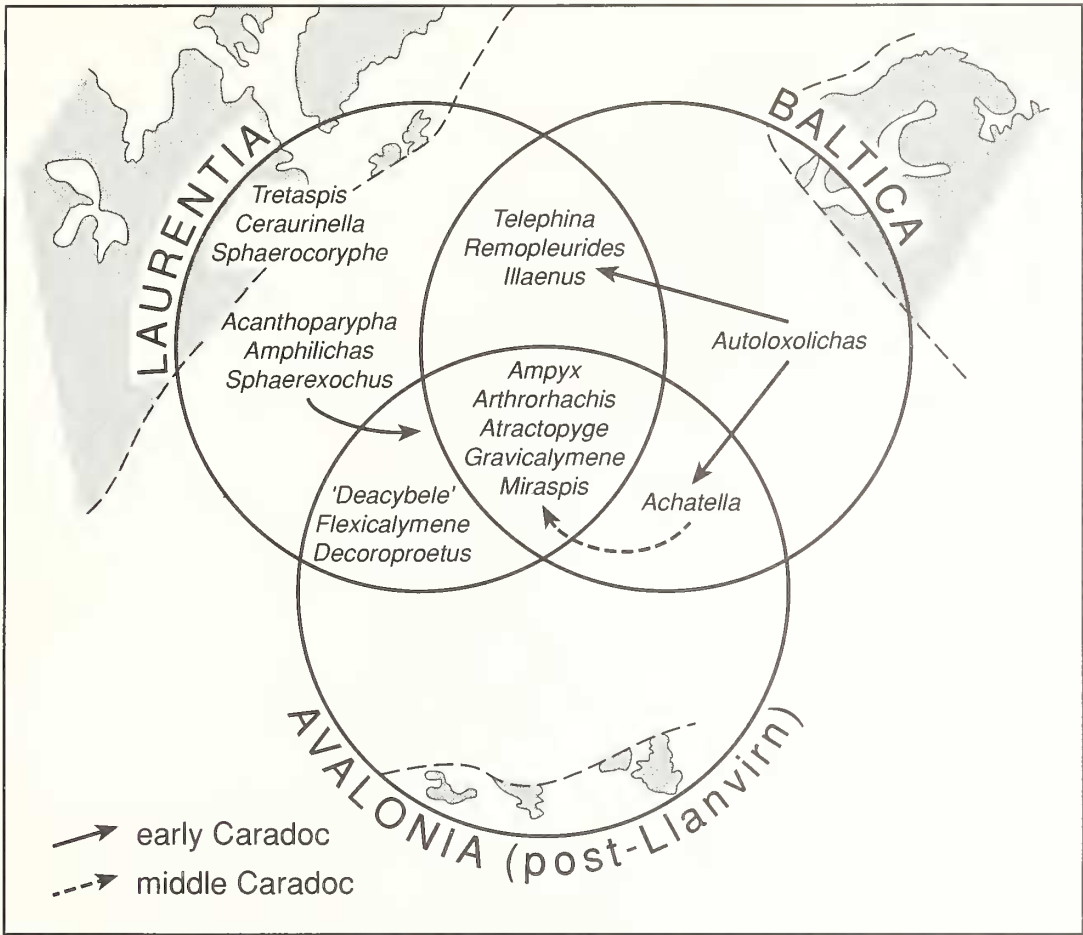 LAURENTIA
BALTICA
Tretaspis
Ceraurinella
Sphaerocoryphe
Telephina
Remopleurides
Illaenus
Acanthoparypha
Amphilichas
Sphaerexochus
Autoloxolichas
Ampyx
Arthrorhachis
Atractopyge
Gravicalymene
Miraspis
'Deacybele'
Flexicalymene
Decoroproetus
Achatella
AVALONIA (post-Llanvirn)
early Caradoc
middle Caradoc